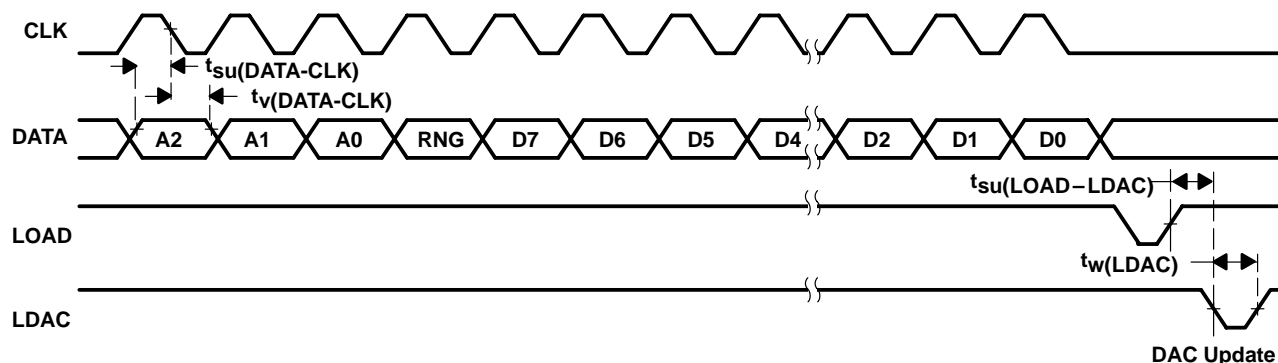 CLK
tsu(DATA-CLK)
tv(DATA-CLK)
DATA A2 A1 A0 RNG D7 D6 D5 D4 D2 D1 D0
tsu(LOAD–LDAC)
LOAD
tw(LDAC)
LDAC
DAC Update